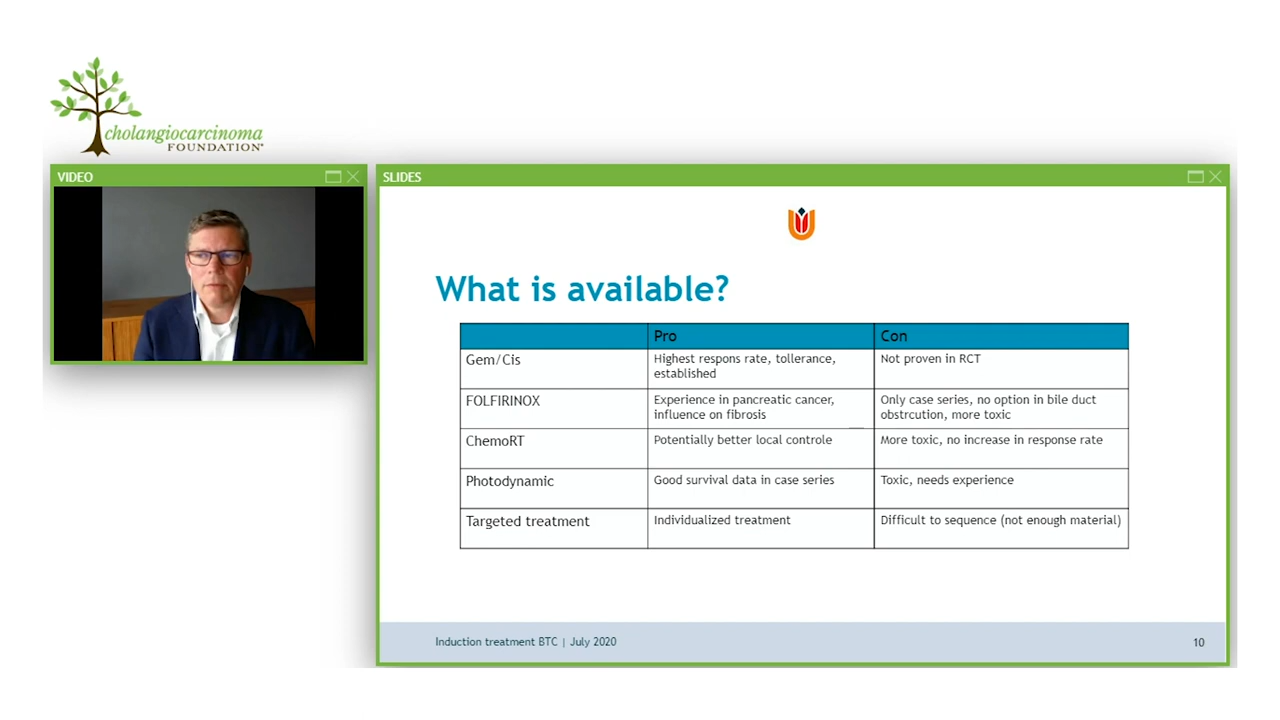 cholangiocarcinoma
FOUNDATION
VIDEO
SLIDES
What is available?
Pro
Con
Gem/Cis
Highest respons rate, tollerance,
established
Not proven in RCT
FOLFIRINOX
Experience in pancreatic cancer,
influence on fibrosis
Only case series, no option in bile duct
obstrcution, more toxic
ChemoRT
Potentially better local controle
More toxic, no increase in response rate
Photodynamic
Good survival data in case series
Toxic, needs experience
Targeted treatment
Individualized treatment
Difficult to sequence (not enough material)
Induction treatment BTC | July 2020
10